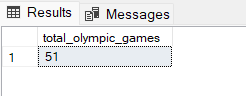 Results Messages
total_olympic_games
1 51